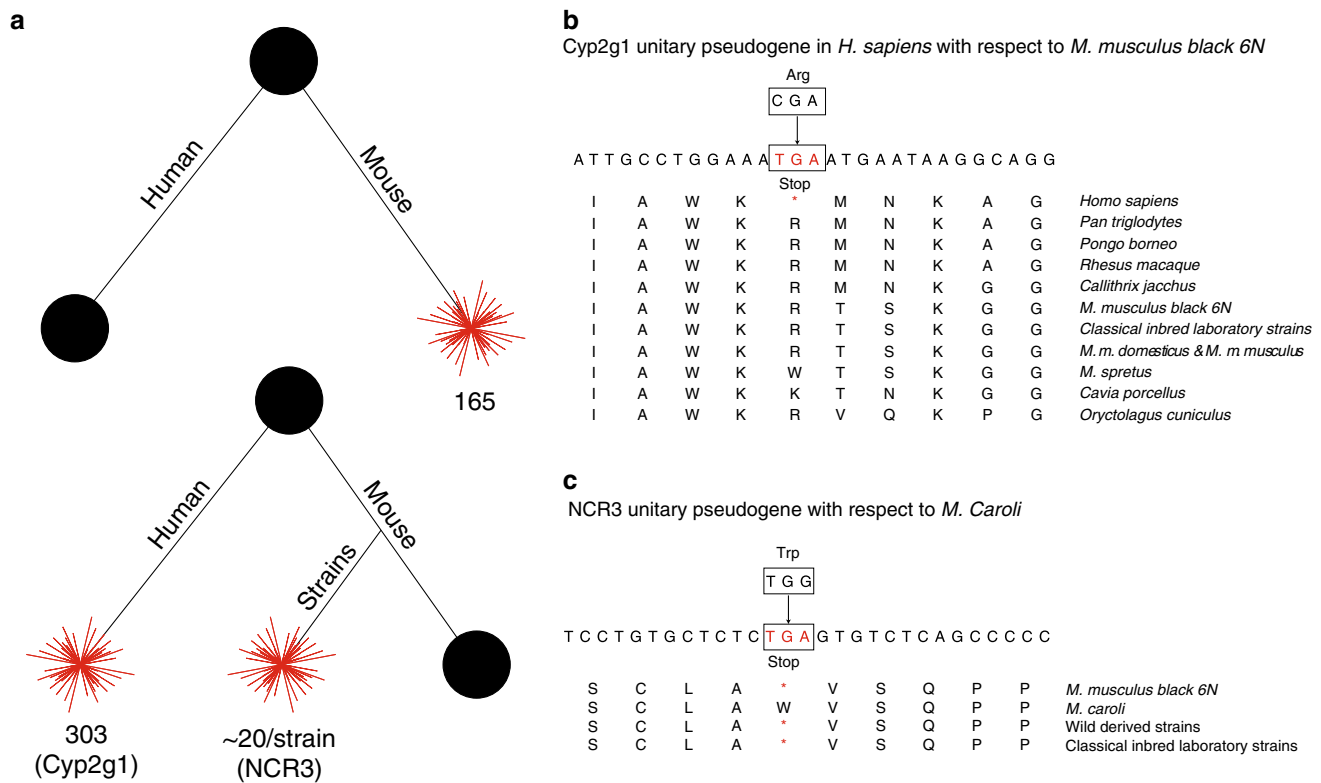 a
Human
Mouse
165
Human
Mouse
Strains
303
(Cyp2g1)
~20/strain
(NCR3)
b
Cyp2g1 unitary pseudogene in H. sapiens with respect to M. musculus black 6N
Arg
C G A
A T T G C C T G G A A A T G A A T G A A T A A G G C A G G
Stop
I A W K * M N K A G Homo sapiens
I A W K R M N K A G Pan triglodytes
I A W K R M N K A G Pongo borneo
I A W K R M N K A G Rhesus macaque
I A W K R M N K G G Callithrix jacchus
I A W K R T S K G G M. musculus black 6N
I A W K R T S K G G Classical inbred laboratory strains
I A W K R T S K G G M. m. domesticus & M. m. musculus
I A W K W T S K G G M. spretus
I A W K K T N K G G Cavia porcellus
I A W K R V Q K P G Oryctolagus cuniculus
c
NCR3 unitary pseudogene with respect to M. Caroli
Trp
T G G
T C C T G T G C T C T C T G A G T G T C T C A G C C C C C
Stop
S C L A * V S Q P P M. musculus black 6N
S C L A W V S Q P P M. caroli
S C L A * V S Q P P Wild derived strains
S C L A * V S Q P P Classical inbred laboratory strains